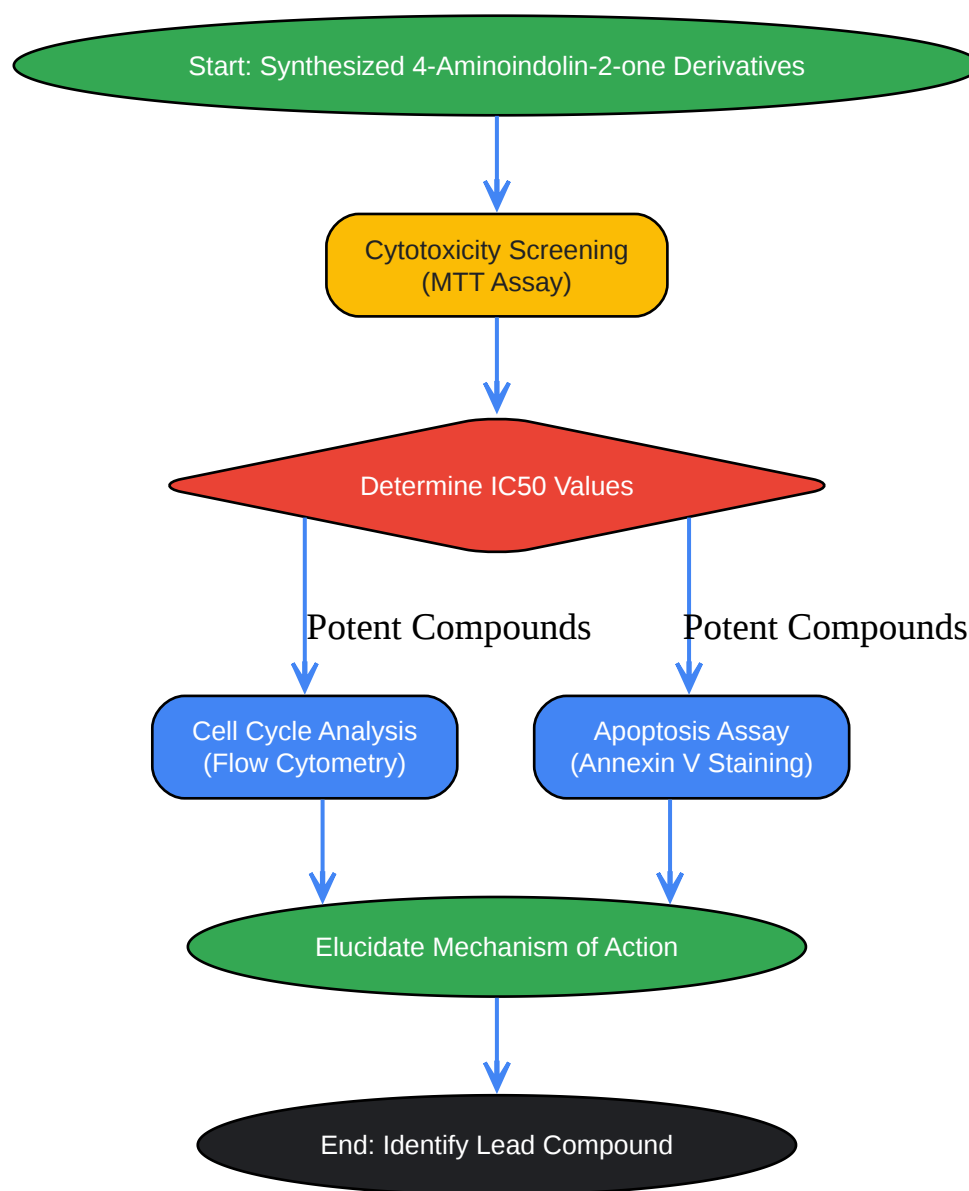 Start: Synthesized 4-Aminoindolin-2-one Derivatives
Cytotoxicity Screening
(MTT Assay)
Determine IC50 Values
Potent Compounds
Potent Compounds
Cell Cycle Analysis
(Flow Cytometry)
Apoptosis Assay
(Annexin V Staining)
Elucidate Mechanism of Action
End: Identify Lead Compound